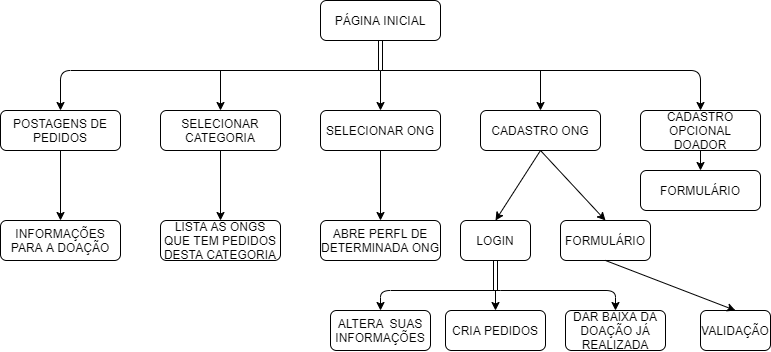 PÁGINA INICIAL
POSTAGENS DE
PEDIDOS
SELECIONAR
CATEGORIA
SELECIONAR ONG
CADASTRO ONG
CADASTRO
OPCIONAL
DOADOR
FORMULÁRIO
INFORMAÇÕES
PARA A DOAÇÃO
LISTA AS ONGS
QUE TEM PEDIDOS
DESTA CATEGORIA
ABRE PERFL DE
DETERMINADA ONG
LOGIN
FORMULÁRIO
ALTERA SUAS
INFORMAÇÕES
CRIA PEDIDOS
DAR BAIXA DA
DOAÇÃO JÁ
REALIZADA
VALIDAÇÃO